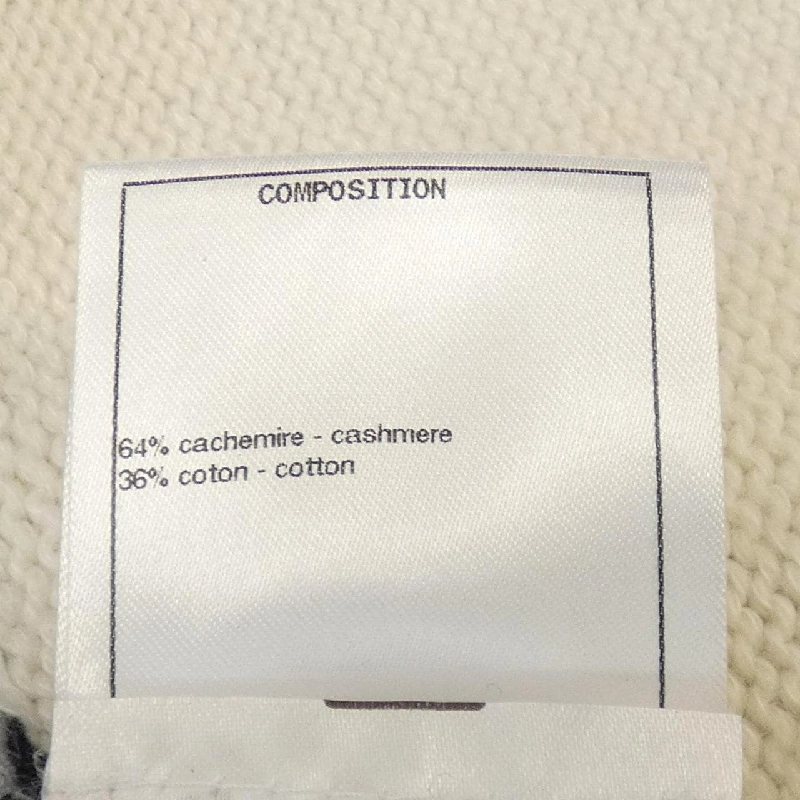 COMPOSITION
64% cachemire - cashmere
36% coton - cotton